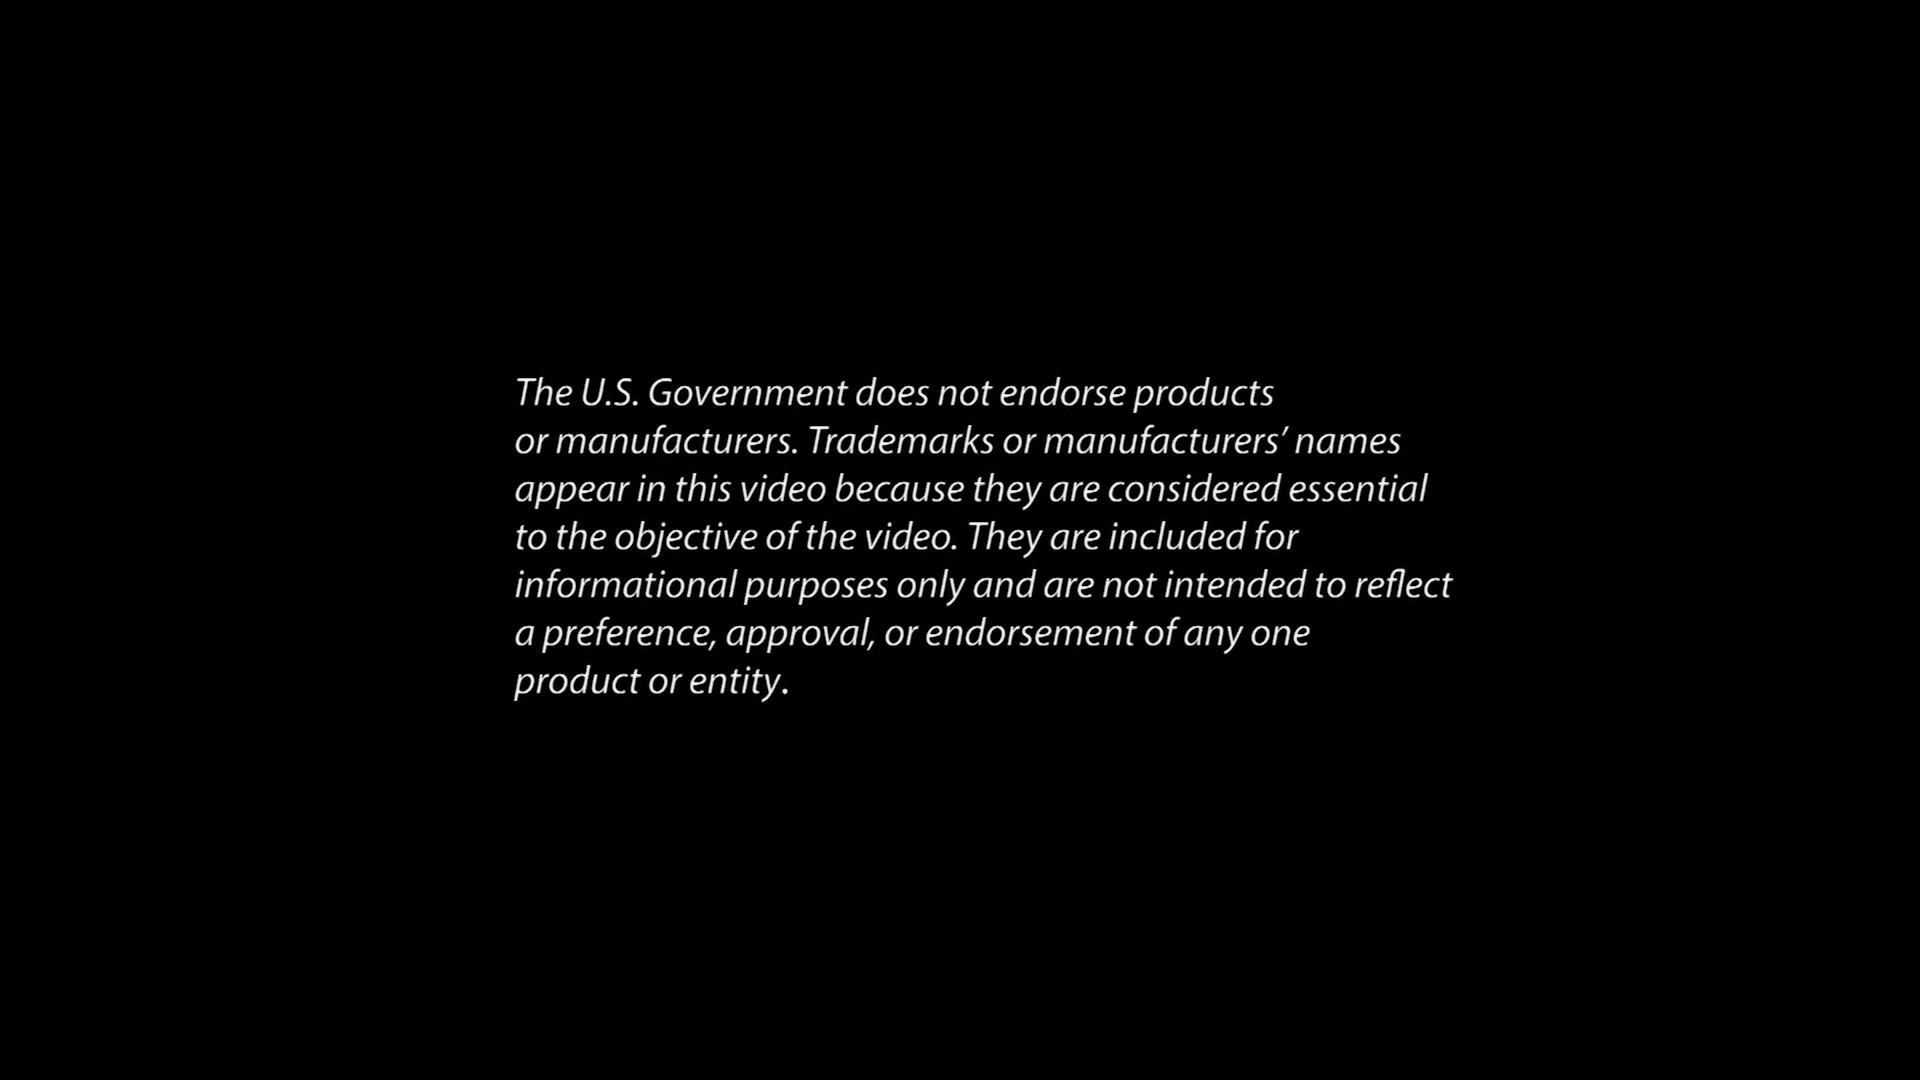 The U.S. Government does not endorse products
or manufacturers. Trademarks or manufacturers’ names
appear in this video because they are considered essential
to the objective of the video. They are included for
informational purposes only and are not intended to reflect
a preference, approval, or endorsement of any one
product or entity.